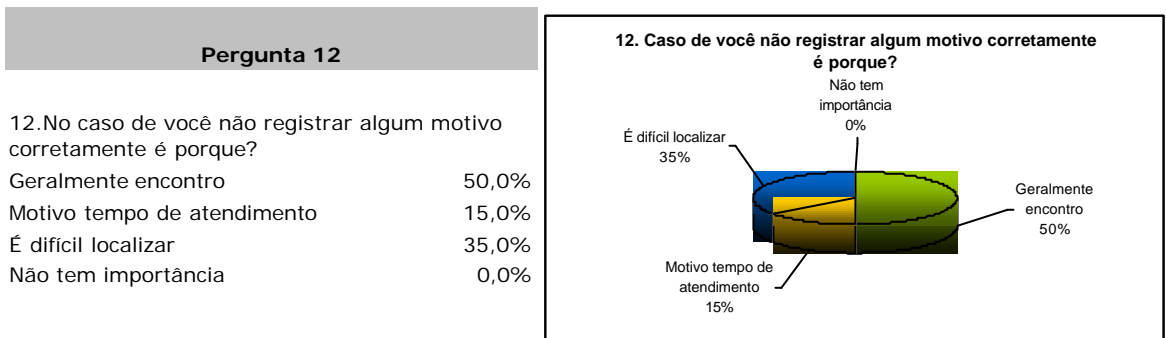 Pergunta 12
12.No caso de você não registrar algum motivo
corretamente é porque?
Geralmente encontro 50,0%
Motivo tempo de atendimento 15,0%
É difícil localizar 35,0%
Não tem importância 0,0%
12. Caso de você não registrar algum motivo corretamente
é porque?
Não tem
importância
0%
É difícil localizar
35%
Geralmente
encontro
50%
Motivo tempo de
atendimento
15%